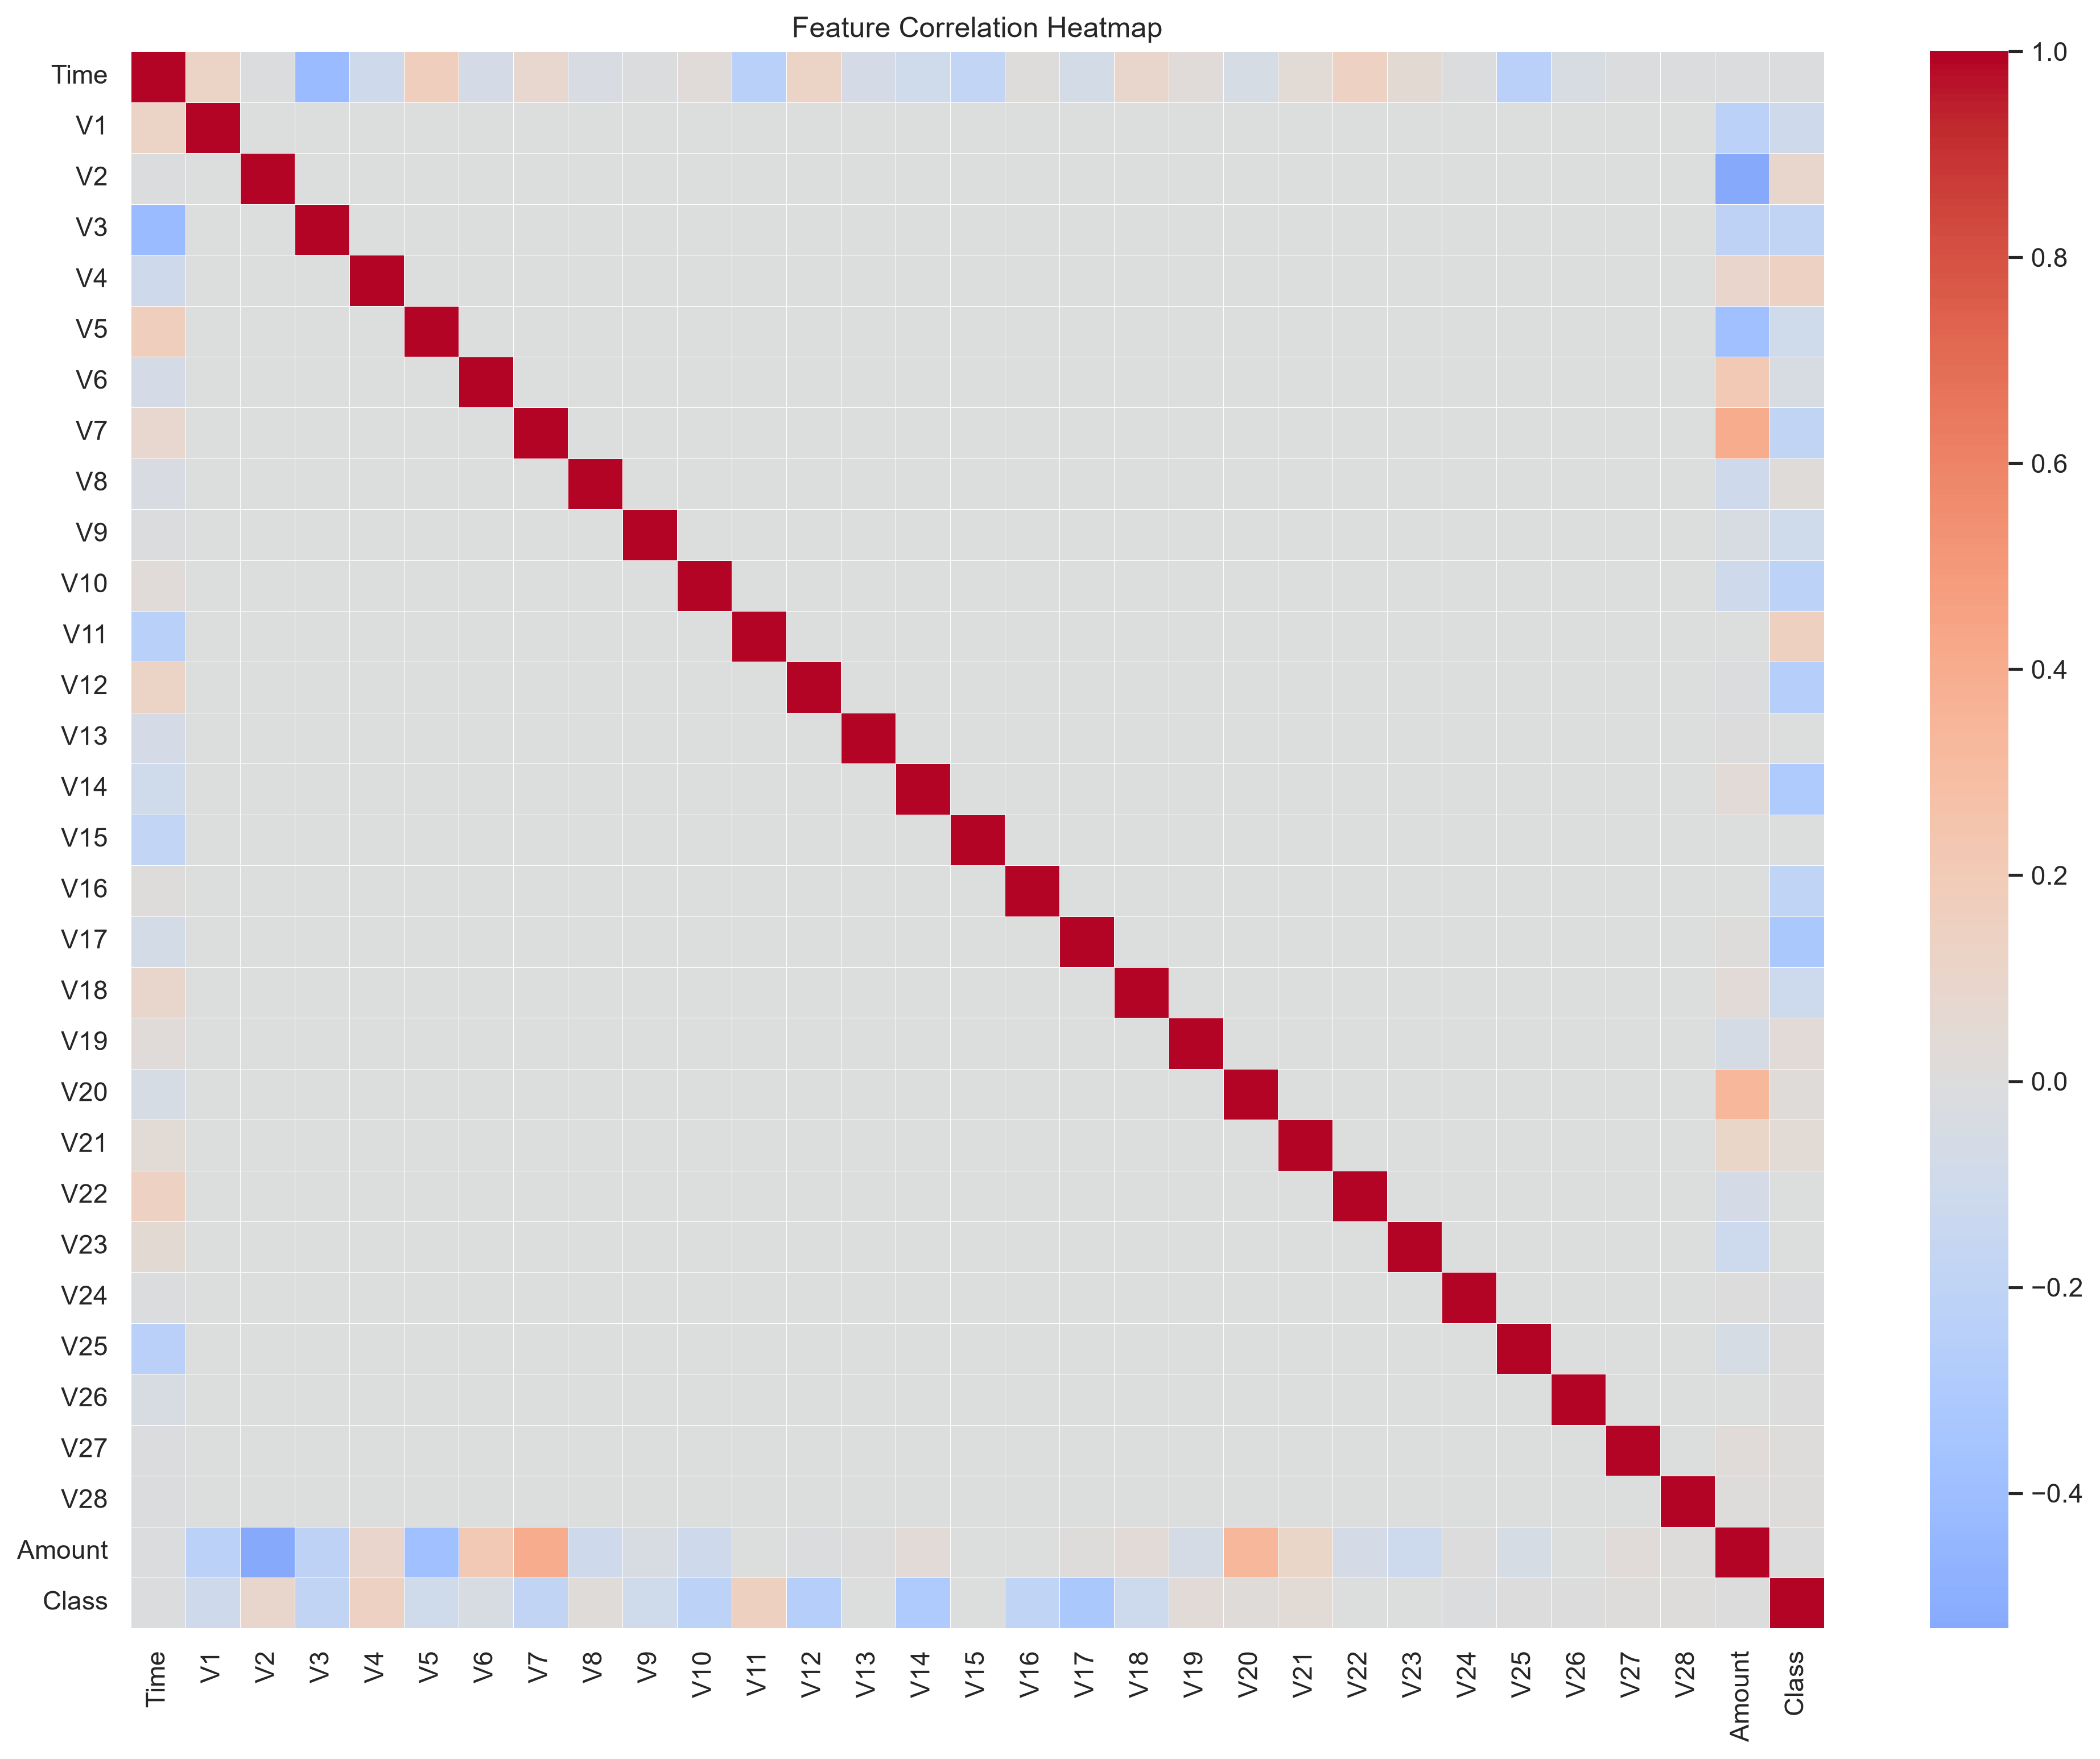 Feature Correlation Heatmap
Time
V1
V2
V3
V4
V5
V6
V7
V8
V9
V10
V11
V12
V13
V14
V15
V16
V17
V18
V19
V20
V21
V22
V23
V24
V25
V26
V27
V28
Amount
Class
Time V1 V2 V3 V4 V5 V6 V7 V8 V9 V10 V11 V12 V13 V14 V15 V16 V17 V18 V19 V20 V21 V22 V23 V24 V25 V26 V27 V28 Amount Class
1.0
0.8
0.6
0.4
0.2
0.0
−0.2
−0.4